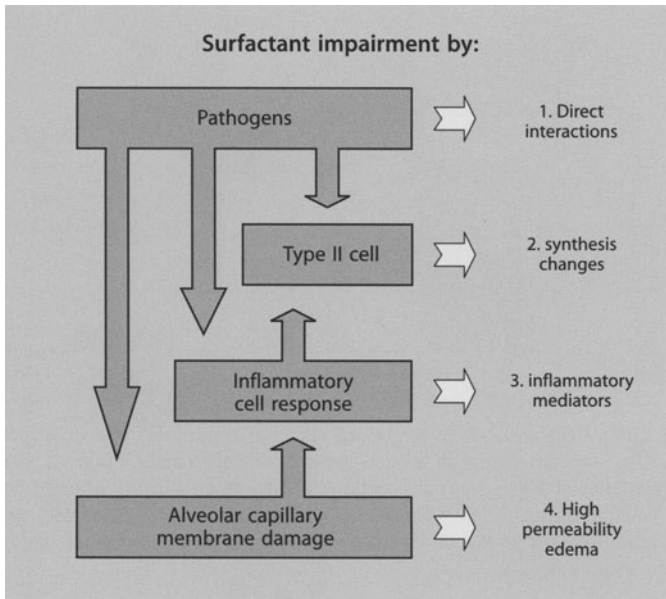 Surfactant impairment by:
Pathogens
1. Direct
interactions
Type II cell
2. synthesis
changes
Inflammatory
cell response
3. inflammatory
mediators
Alveolar capillary
membrane damage
4. High
permeability
edema